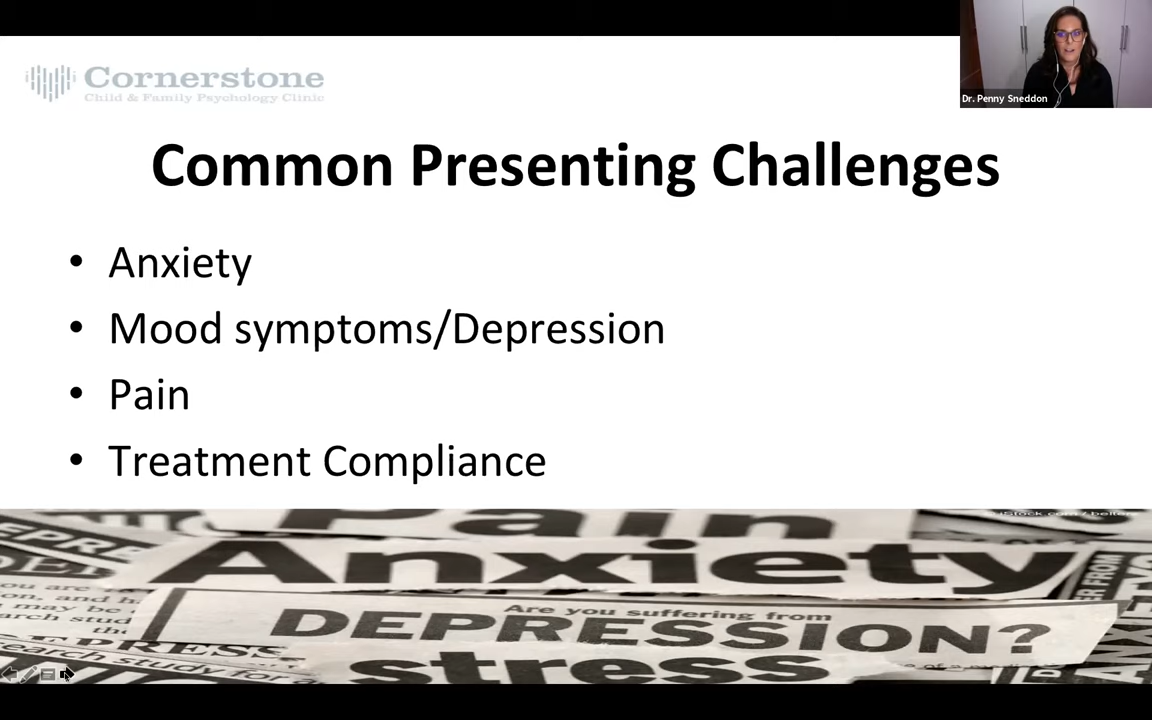 Cornerstone
Child & Family Psychology Clinic
Dr. Penny Sneddon
Common Presenting Challenges
• Anxiety
• Mood symptoms/Depression
• Pain
• Treatment Compliance
Pain
Anxiety
Are you suffering from
DEPRESSION?
stress